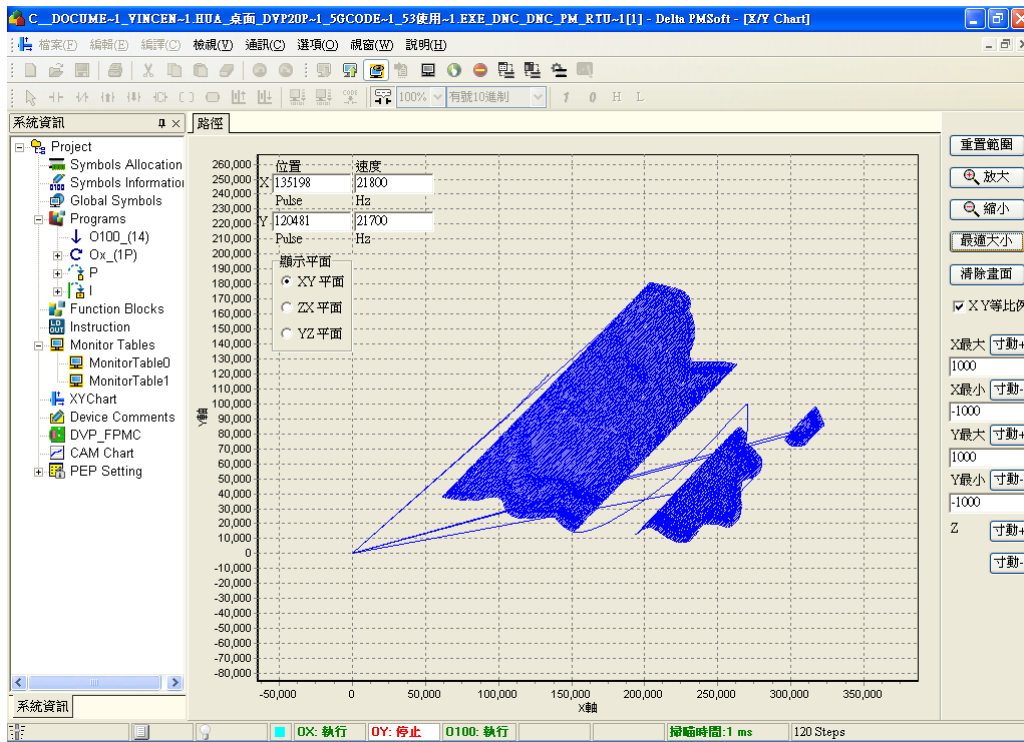 C__DOCUME~1_VINCEN~1.HUA_桌面_DVP20P~1_5GCODE~1_53使用~1.EXE_DNC_DNC_PM_RTU~1[1] - Delta PMSoft - [X/Y Chart]
檔案(F) 編輯(E) 編譯(C) 檢視(V) 通訊(C) 選項(O) 視窗(W) 說明(H)
CODE 100% 有號10進制 1 0 H L
系統資訊
Project
Symbols Allocation
Symbols Information
Global Symbols
Programs
O100_(14)
Ox_(1P)
P
I
Function Blocks
Instruction
Monitor Tables
MonitorTable0
MonitorTable1
XYChart
Device Comments
DVP_FPMC
CAM Chart
PEP Setting
系統資訊
路徑
位置 速度
X 135198 21800
Pulse Hz
Y 120481 21700
Pulse Hz
顯示平面
XY 平面
ZX 平面
YZ 平面
260,000
250,000
240,000
230,000
220,000
210,000
200,000
190,000
180,000
170,000
160,000
150,000
140,000
130,000
120,000
110,000
100,000
90,000
80,000
70,000
60,000
50,000
40,000
30,000
20,000
10,000
0
-10,000
-20,000
-30,000
-40,000
-50,000
-60,000
-70,000
-80,000
Y軸
-50,000 0 50,000 100,000 150,000 200,000 250,000 300,000 350,000
X軸
重置範圍
放大
縮小
最適大小
清除畫面
XY等比例
X最大 寸動+
1000
X最小 寸動-
-1000
Y最大 寸動+
1000
Y最小 寸動-
-1000
Z 寸動+
寸動-
OX: 執行 OY: 停止 O100: 執行 掃瞄時間:1 ms 120 Steps